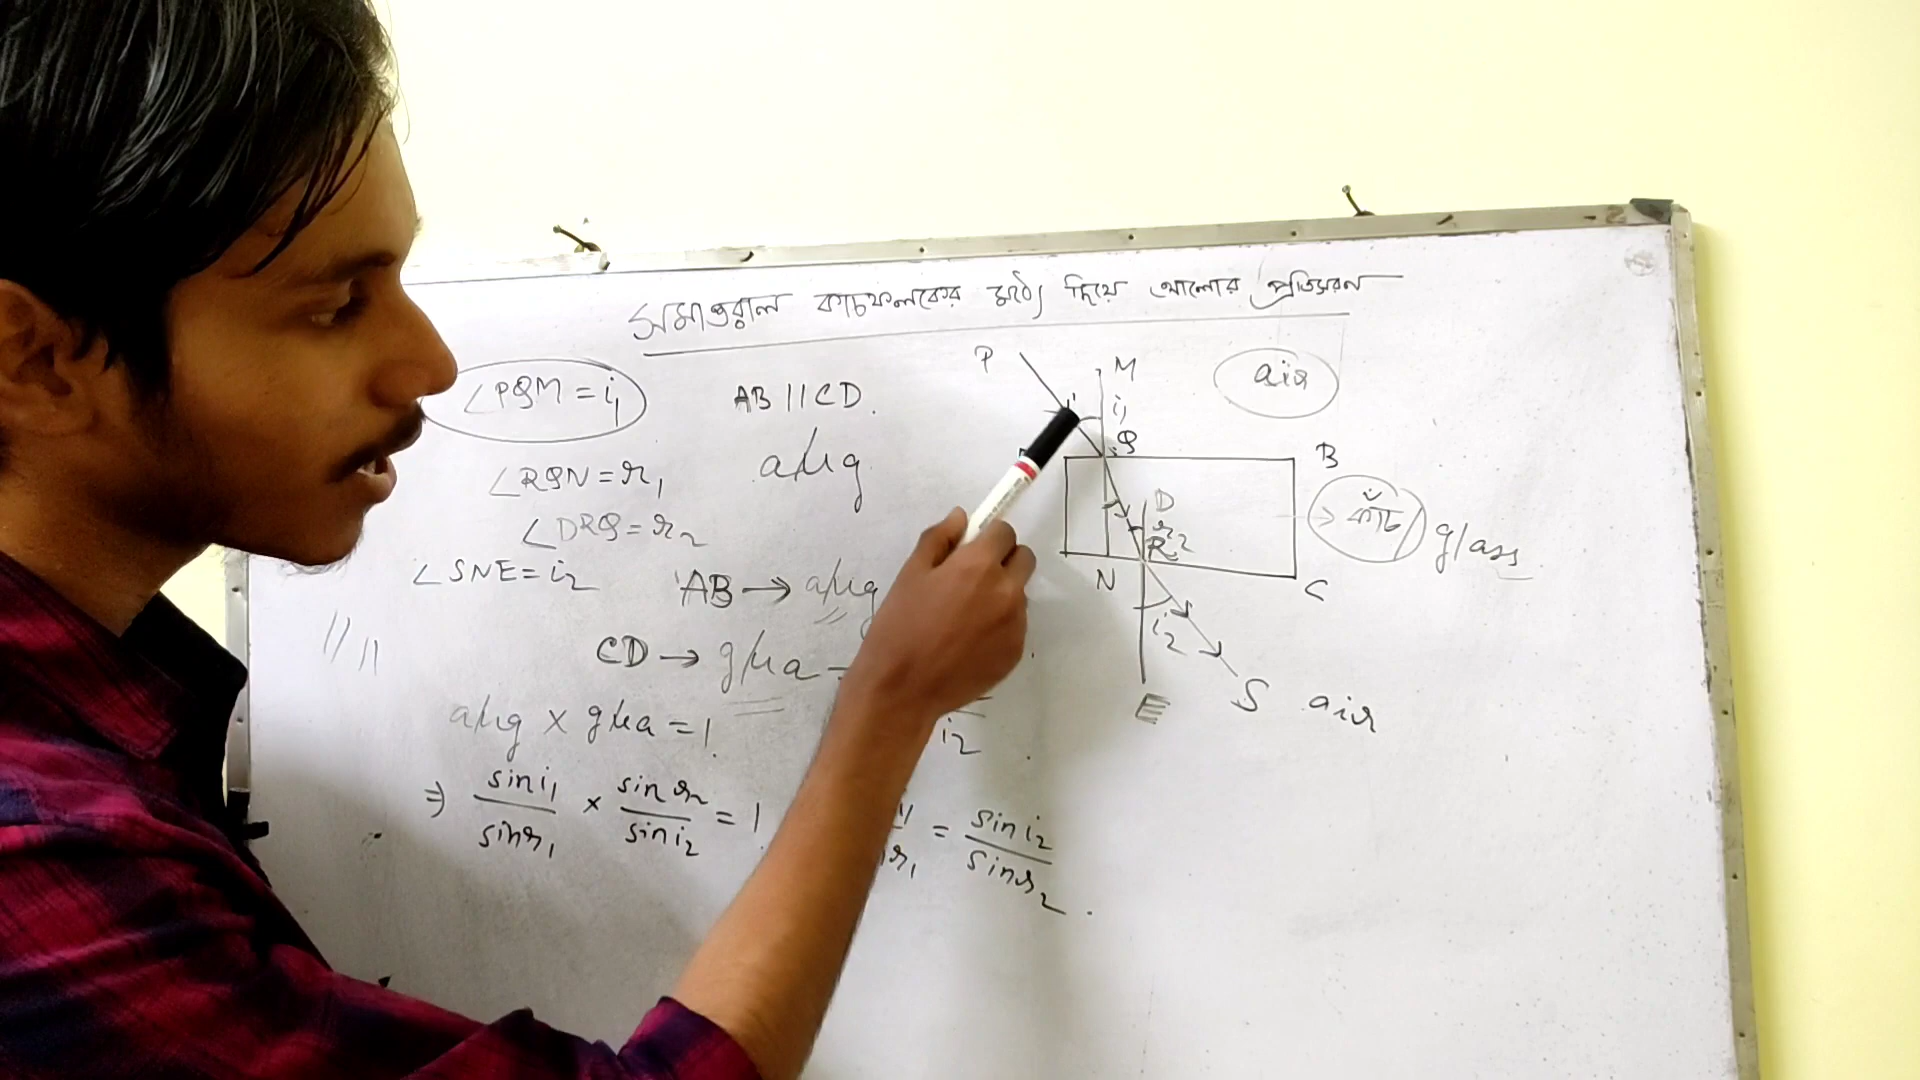 সমান্তরাল কাচফলকের মধ্যে দিয়ে আলোর প্রতিসরন
∠PQM = i₁
AB || CD.
∠RQN = r₁
aμg
∠DRQ = r₂
∠SNE = i₂
AB → aμg
CD → gμa =
i₂
aμg × gμa = 1.
⇒ sin i₁ / sin r₁ × sin r₂ / sin i₂ = 1
= sin i₂ / sin r₂ .
P
M
air
i₁
Q
B
D
r₂
R
→ কাঁচ
glass
N
C
i₂
E
S
air